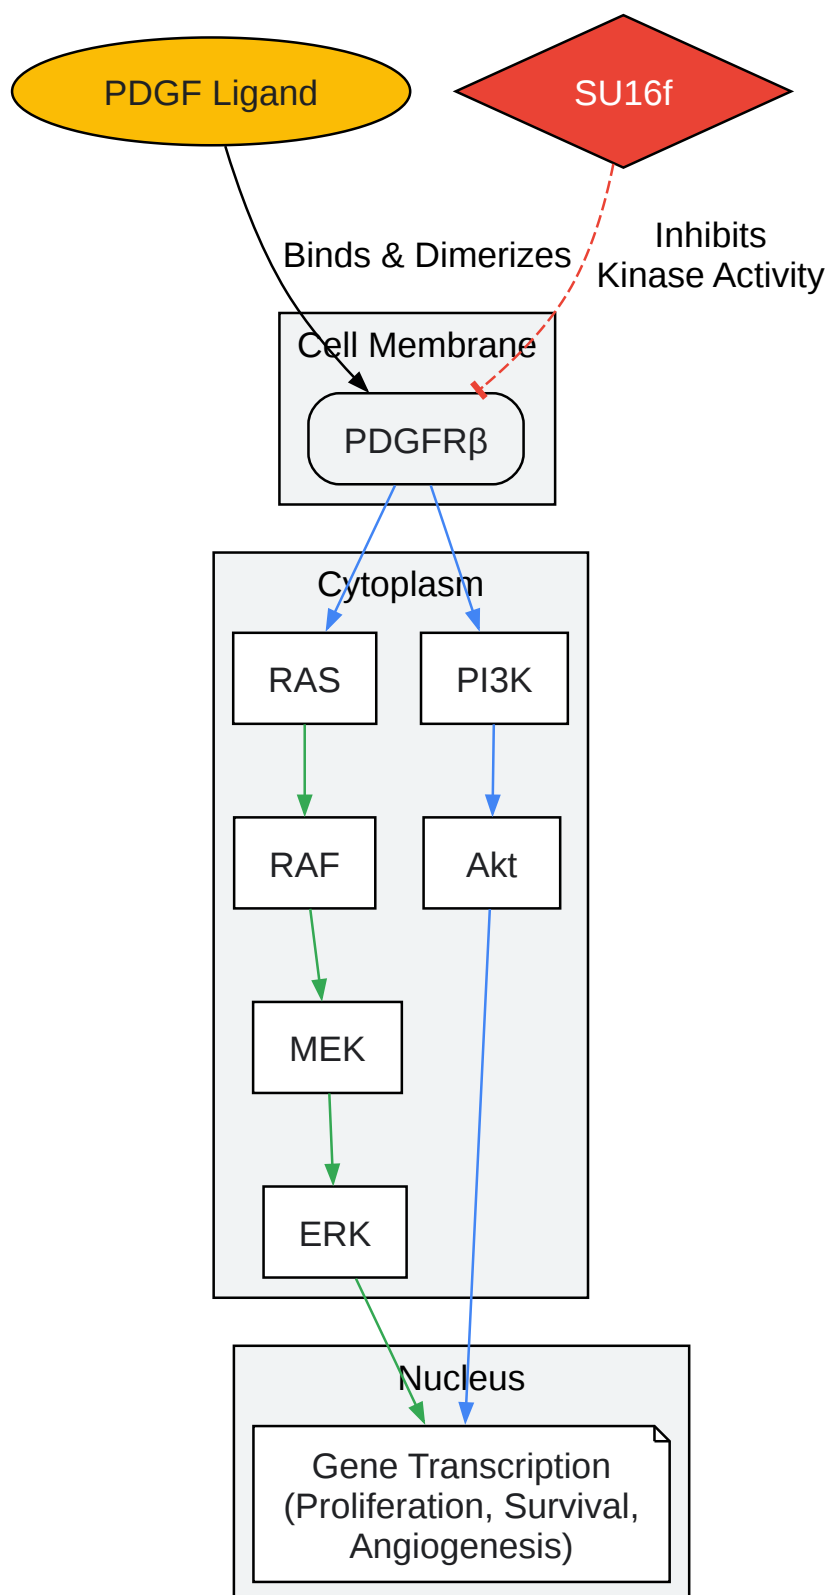 PDGF Ligand
SU16f
Binds & Dimerizes
Inhibits
Kinase Activity
Cell Membrane
PDGFRβ
Cytoplasm
RAS
PI3K
RAF
Akt
MEK
ERK
Nucleus
Gene Transcription
(Proliferation, Survival,
Angiogenesis)